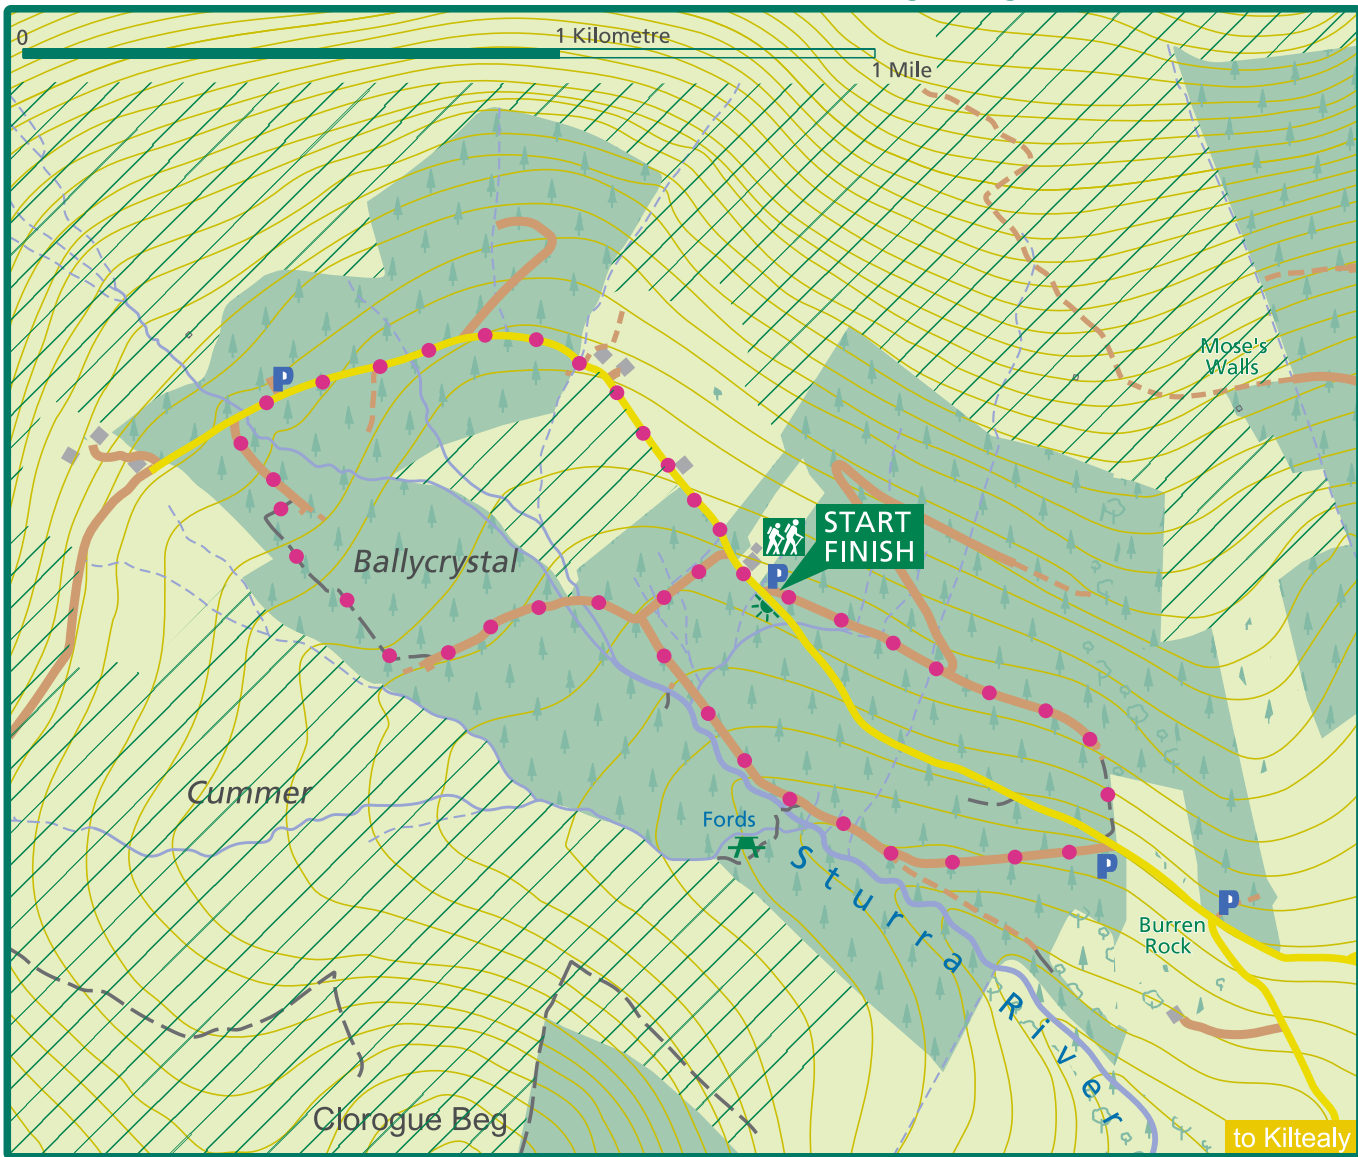 0
1 Kilometre
1 Mile
Mose's
Walls
P
START
FINISH
Ballycrystal
P
Cummer
Fords
Sturra River
P
P
Burren
Rock
Clorogue Beg
to Kiltealy